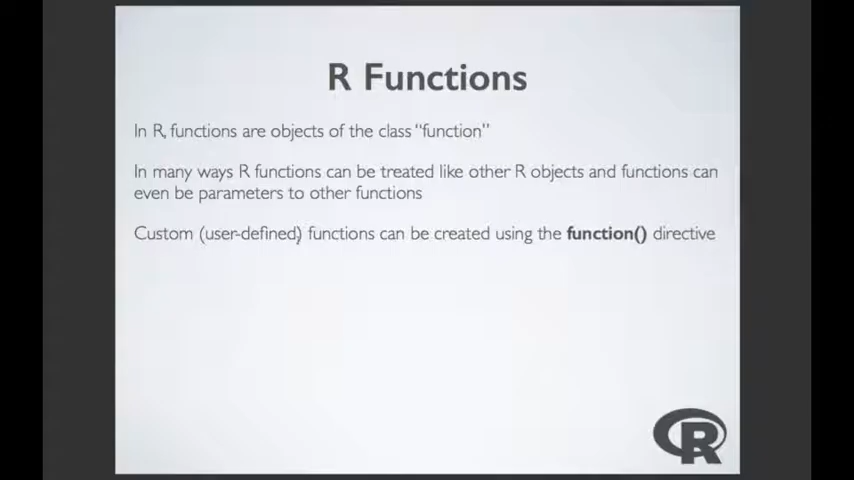 R Functions
In R, functions are objects of the class “function”
In many ways R functions can be treated like other R objects and functions can
even be parameters to other functions
Custom (user-defined) functions can be created using the function() directive
R